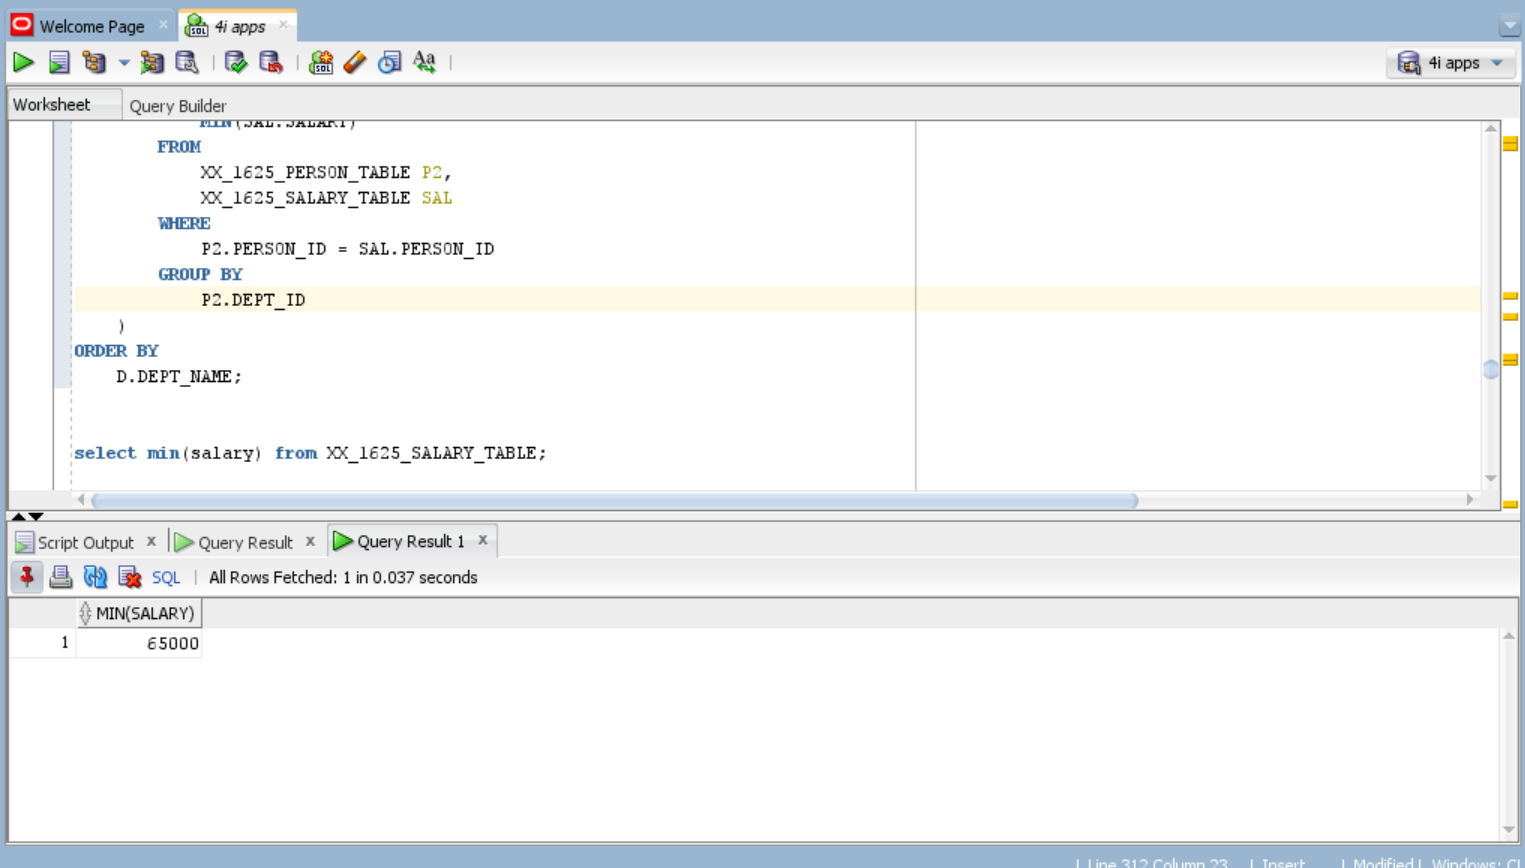 Welcome Page
4i apps
4i apps
Worksheet
Query Builder
MIN(SAL.SALARY)
FROM
XX_1625_PERSON_TABLE P2,
XX_1625_SALARY_TABLE SAL
WHERE
P2.PERSON_ID = SAL.PERSON_ID
GROUP BY
P2.DEPT_ID
)
ORDER BY
D.DEPT_NAME;
select min(salary) from XX_1625_SALARY_TABLE;
Script Output x Query Result x Query Result 1 x
SQL | All Rows Fetched: 1 in 0.037 seconds
MIN(SALARY)
1 65000
| Line 312 Column 23 | Insert | Modified | Windows: